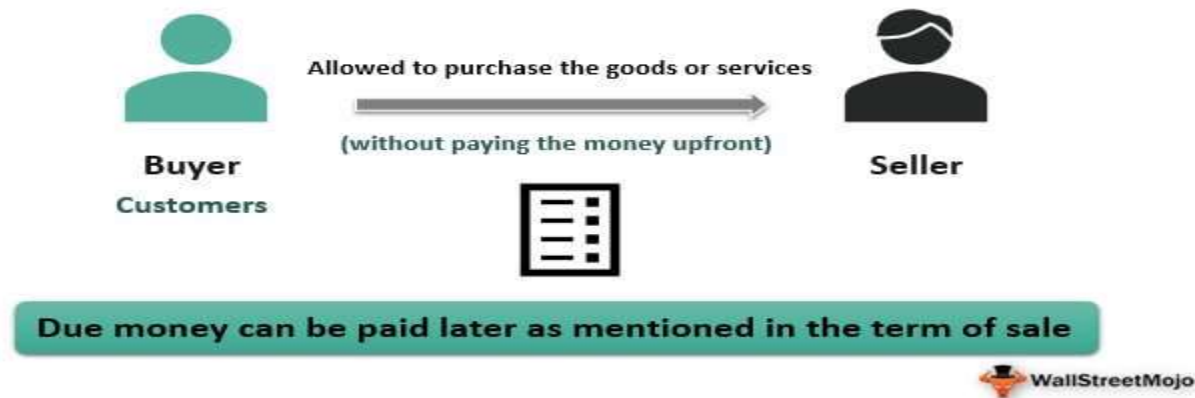 Allowed to purchase the goods or services
(without paying the money upfront)
Buyer
Customers
Seller
Due money can be paid later as mentioned in the term of sale
WallStreetMojo